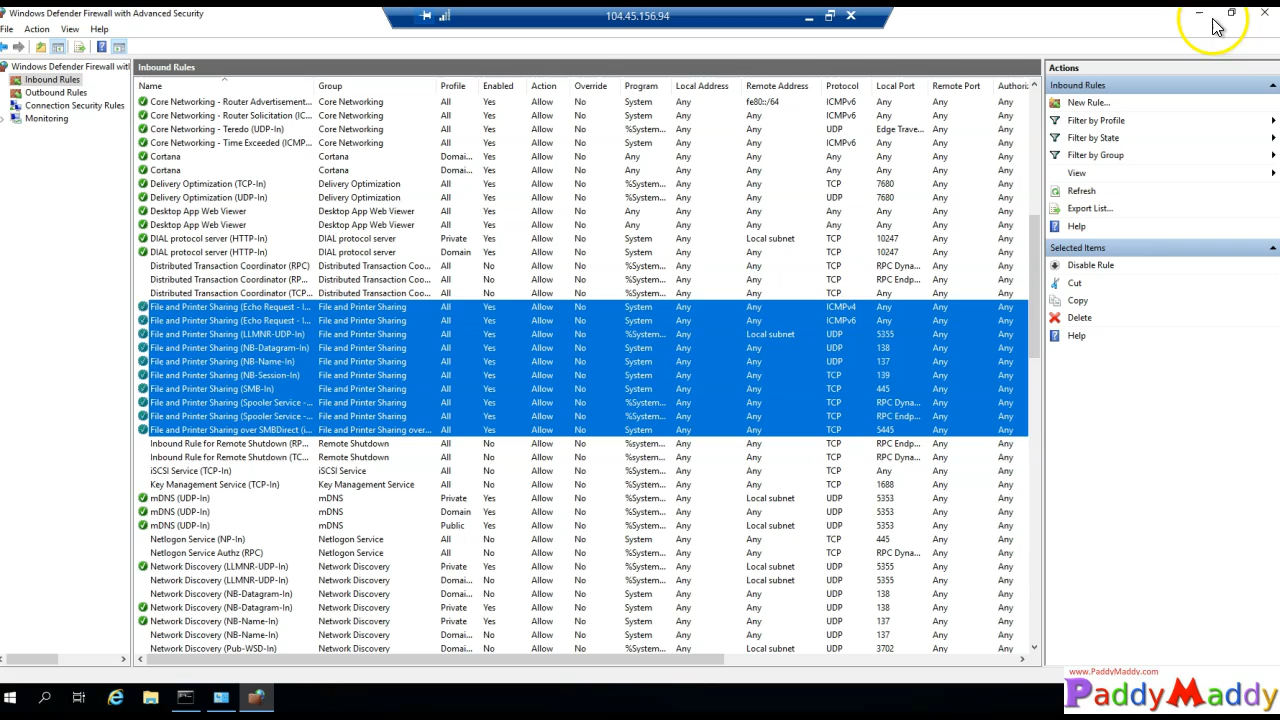 Windows Defender Firewall with Advanced Security
104.45.156.94
File Action View Help
Windows Defender Firewall witl
Inbound Rules
Outbound Rules
Connection Security Rules
Monitoring
Inbound Rules
Name Group Profile Enabled Action Override Program Local Address Remote Address Protocol Local Port Remote Port Authori:
Core Networking - Router Advertisement... Core Networking All Yes Allow No System Any fe80::/64 ICMPv6 Any Any Any
Core Networking - Router Solicitation (IC... Core Networking All Yes Allow No System Any Any ICMPv6 Any Any Any
Core Networking - Teredo (UDP-In) Core Networking All Yes Allow No %System... Any Any UDP Edge Trave... Any Any
Core Networking - Time Exceeded (ICMP... Core Networking All Yes Allow No System Any Any ICMPv6 Any Any Any
Cortana Cortana Domai... Yes Allow No Any Any Any Any Any Any Any
Cortana Cortana Domai... Yes Allow No Any Any Any Any Any Any Any
Delivery Optimization (TCP-In) Delivery Optimization All Yes Allow No %System... Any Any TCP 7680 Any Any
Delivery Optimization (UDP-In) Delivery Optimization All Yes Allow No %System... Any Any UDP 7680 Any Any
Desktop App Web Viewer Desktop App Web Viewer All Yes Allow No Any Any Any Any Any Any Any
Desktop App Web Viewer Desktop App Web Viewer All Yes Allow No Any Any Any Any Any Any Any
DIAL protocol server (HTTP-In) DIAL protocol server Private Yes Allow No System Any Local subnet TCP 10247 Any Any
DIAL protocol server (HTTP-In) DIAL protocol server Domain Yes Allow No System Any Any TCP 10247 Any Any
Distributed Transaction Coordinator (RPC) Distributed Transaction Coo... All No Allow No %System... Any Any TCP RPC Dyna... Any Any
Distributed Transaction Coordinator (RP... Distributed Transaction Coo... All No Allow No %System... Any Any TCP RPC Endp... Any Any
Distributed Transaction Coordinator (TC... Distributed Transaction Coo... All No Allow No %System... Any Any TCP Any Any Any
File and Printer Sharing (Echo Request - I... File and Printer Sharing All Yes Allow No System Any Any ICMPv4 Any Any Any
File and Printer Sharing (Echo Request - I... File and Printer Sharing All Yes Allow No System Any Any ICMPv6 Any Any Any
File and Printer Sharing (LLMNR-UDP-In) File and Printer Sharing All Yes Allow No %System... Any Local subnet UDP 5355 Any Any
File and Printer Sharing (NB-Datagram-In) File and Printer Sharing All Yes Allow No System Any Any UDP 138 Any Any
File and Printer Sharing (NB-Name-In) File and Printer Sharing All Yes Allow No System Any Any UDP 137 Any Any
File and Printer Sharing (NB-Session-In) File and Printer Sharing All Yes Allow No System Any Any TCP 139 Any Any
File and Printer Sharing (SMB-In) File and Printer Sharing All Yes Allow No System Any Any TCP 445 Any Any
File and Printer Sharing (Spooler Service -... File and Printer Sharing All Yes Allow No %System... Any Any TCP RPC Dyna... Any Any
File and Printer Sharing (Spooler Service -... File and Printer Sharing All Yes Allow No %System... Any Any TCP RPC Endp... Any Any
File and Printer Sharing over SMBDirect (i... File and Printer Sharing over... All Yes Allow No System Any Any TCP 5445 Any Any
Inbound Rule for Remote Shutdown (RP... Remote Shutdown All No Allow No %system... Any Any TCP RPC Endp... Any Any
Inbound Rule for Remote Shutdown (TC... Remote Shutdown All No Allow No %system... Any Any TCP RPC Dyna... Any Any
iSCSI Service (TCP-In) iSCSI Service All No Allow No %System... Any Any TCP Any Any Any
Key Management Service (TCP-In) Key Management Service All No Allow No %System... Any Any TCP 1688 Any Any
mDNS (UDP-In) mDNS Private Yes Allow No %System... Any Local subnet UDP 5353 Any Any
mDNS (UDP-In) mDNS Domain Yes Allow No %System... Any Any UDP 5353 Any Any
mDNS (UDP-In) mDNS Public Yes Allow No %System... Any Local subnet UDP 5353 Any Any
Netlogon Service (NP-In) Netlogon Service All No Allow No System Any Any TCP 445 Any Any
Netlogon Service Authz (RPC) Netlogon Service All No Allow No %System... Any Any TCP RPC Dyna... Any Any
Network Discovery (LLMNR-UDP-In) Network Discovery Private Yes Allow No %System... Any Local subnet UDP 5355 Any Any
Network Discovery (LLMNR-UDP-In) Network Discovery Domai... No Allow No %System... Any Local subnet UDP 5355 Any Any
Network Discovery (NB-Datagram-In) Network Discovery Domai... No Allow No System Any Any UDP 138 Any Any
Network Discovery (NB-Datagram-In) Network Discovery Private Yes Allow No System Any Any UDP 138 Any Any
Network Discovery (NB-Name-In) Network Discovery Private Yes Allow No System Any Any UDP 137 Any Any
Network Discovery (NB-Name-In) Network Discovery Domai... No Allow No System Any Any UDP 137 Any Any
Network Discovery (Pub-WSD-In) Network Discovery Domai... No Allow No %System... Any Local subnet UDP 3702 Any Any
Actions
Inbound Rules
New Rule...
Filter by Profile
Filter by State
Filter by Group
View
Refresh
Export List...
Help
Selected Items
Disable Rule
Cut
Copy
Delete
Help
www.PaddyMaddy.com
PaddyMaddy